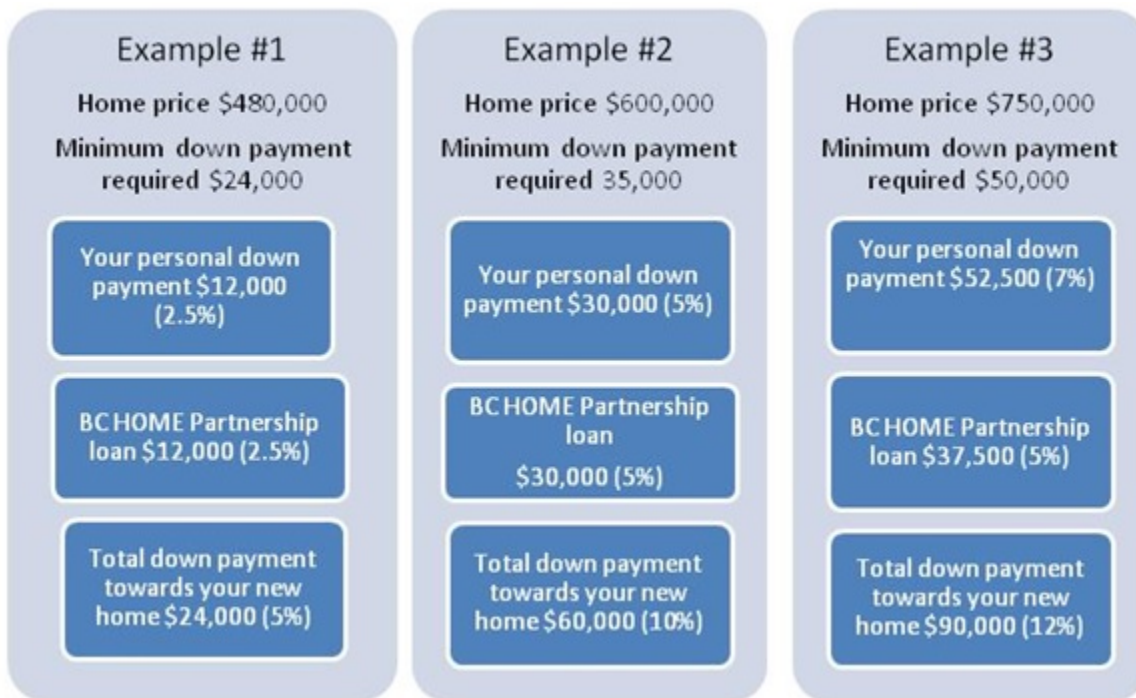 Example #1
Home price $480,000
Minimum down payment
required $24,000
Your personal down
payment $12,000
(2.5%)
BC HOME Partnership
loan $12,000 (2.5%)
Total down payment
towards your new
home $24,000 (5%)
Example #2
Home price $600,000
Minimum down payment
required 35,000
Your personal down
payment $30,000 (5%)
BC HOME Partnership
loan
$30,000 (5%)
Total down payment
towards your new
home $60,000 (10%)
Example #3
Home price $750,000
Minimum down payment
required $50,000
Your personal down
payment $52,500 (7%)
BC HOME Partnership
loan $37,500 (5%)
Total down payment
towards your new
home $90,000 (12%)